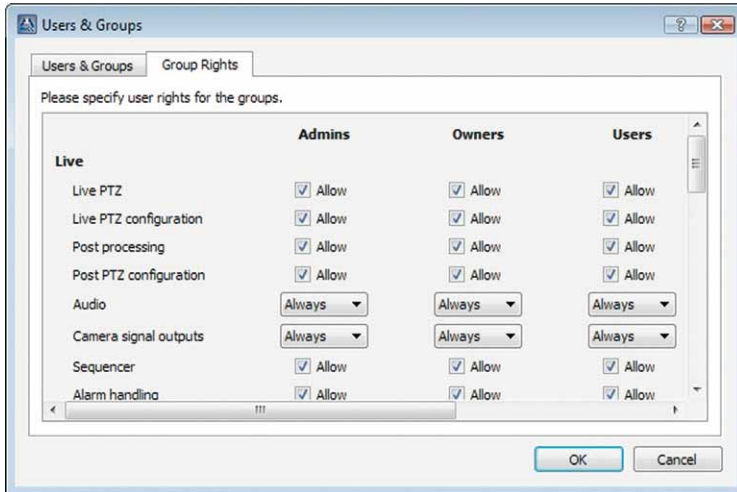 Users & Groups
Users & Groups Group Rights
Please specify user rights for the groups.
Admins Owners Users
Live
Live PTZ Allow Allow Allow
Live PTZ configuration Allow Allow Allow
Post processing Allow Allow Allow
Post PTZ configuration Allow Allow Allow
Audio Always Always Always
Camera signal outputs Always Always Always
Sequencer Allow Allow Allow
Alarm handling Allow Allow Allow
OK Cancel